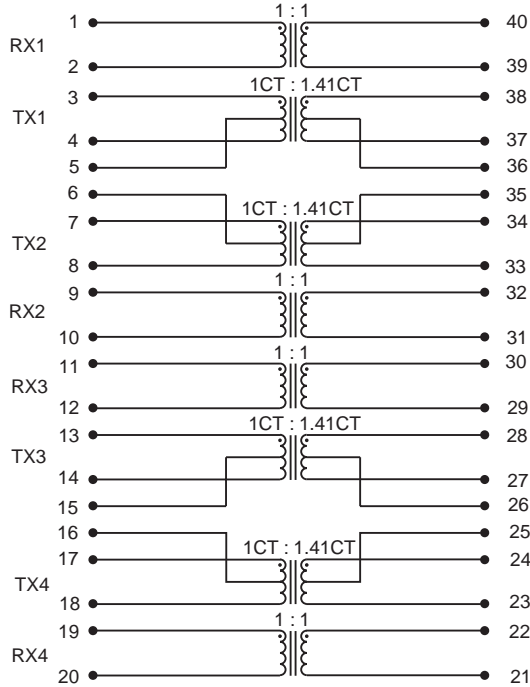 1 1 : 1 40
RX1
2 39
3 1CT : 1.41CT 38
TX1
4 37
5 36
6 35
7 1CT : 1.41CT 34
TX2
8 33
9 1 : 1 32
RX2
10 31
11 1 : 1 30
RX3
12 29
13 1CT : 1.41CT 28
TX3
14 27
15 26
16 25
17 1CT : 1.41CT 24
TX4
18 23
19 1 : 1 22
RX4
20 21